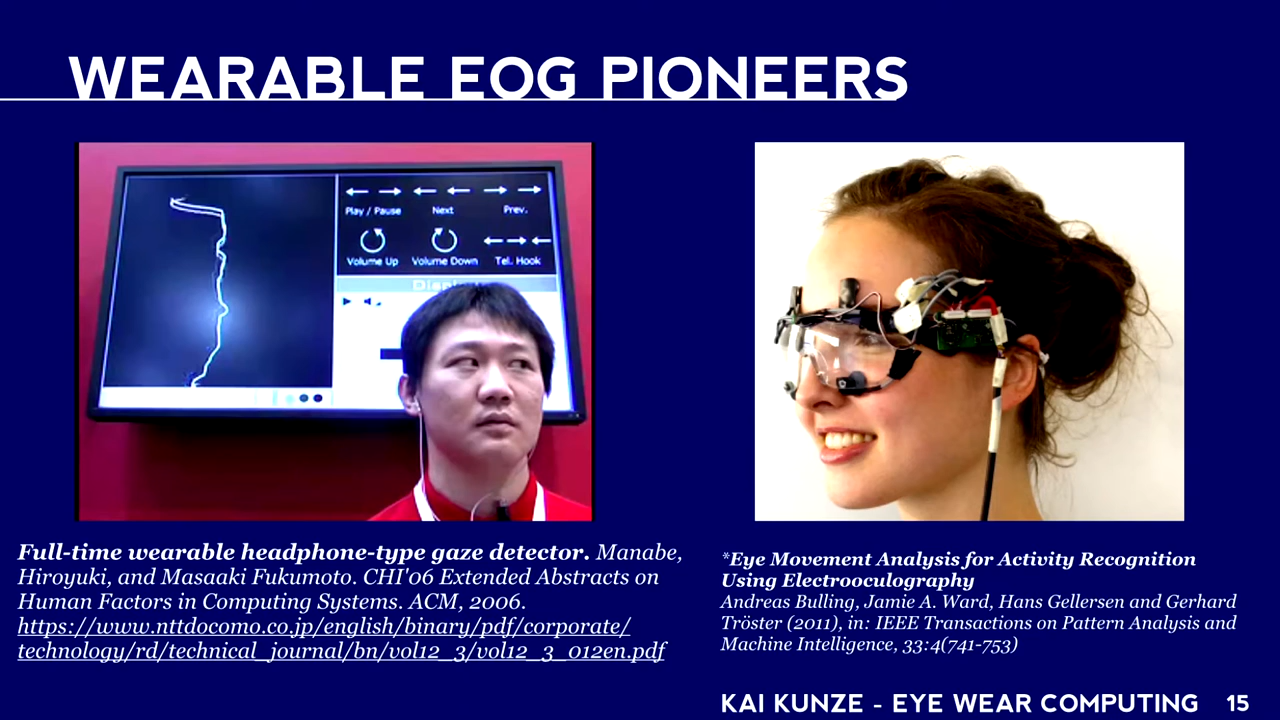 WEARABLE EOG PIONEERS
Play / Pause
Next
Prev.
Volume Up
Volume Down
Tel. Hook
Full-time wearable headphone-type gaze detector. Manabe,
Hiroyuki, and Masaaki Fukumoto. CHI'06 Extended Abstracts on
Human Factors in Computing Systems. ACM, 2006.
https://www.nttdocomo.co.jp/english/binary/pdf/corporate/
technology/rd/technical_journal/bn/vol12_3/vol12_3_012en.pdf
*Eye Movement Analysis for Activity Recognition
Using Electrooculography
Andreas Bulling, Jamie A. Ward, Hans Gellersen and Gerhard
Tröster (2011), in: IEEE Transactions on Pattern Analysis and
Machine Intelligence, 33:4(741-753)
KAI KUNZE - EYE WEAR COMPUTING 15